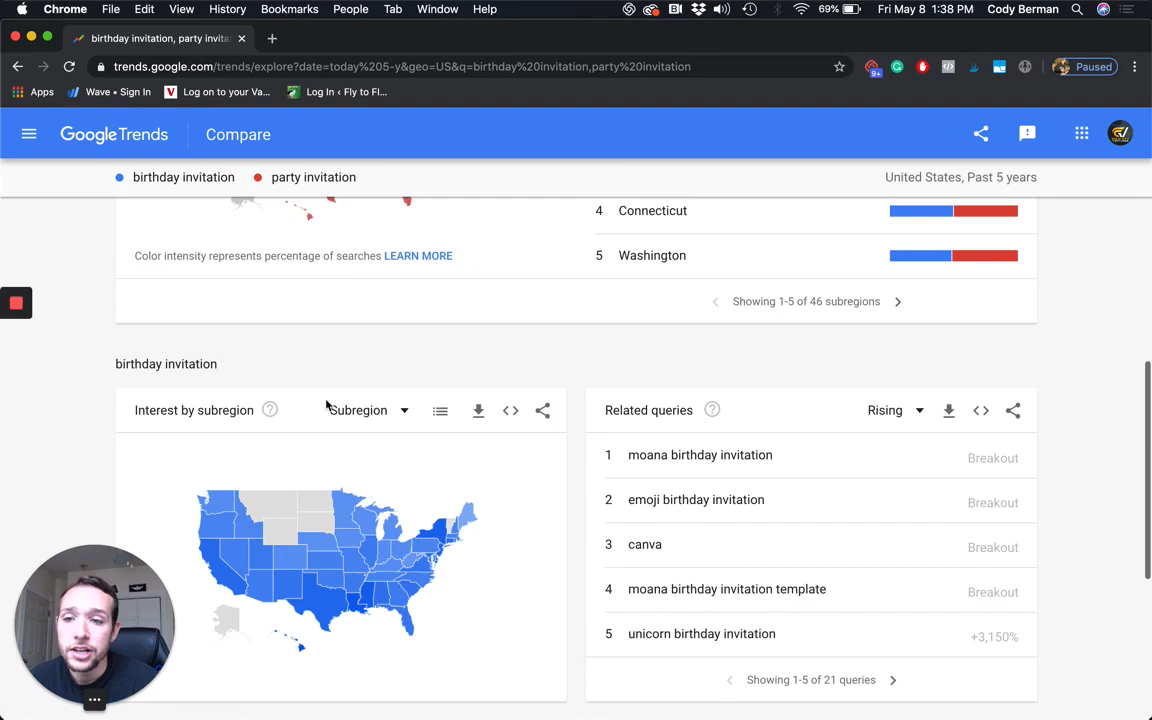 Chrome File Edit View History Bookmarks People Tab Window Help 69% Fri May 8 1:38 PM Cody Berman
birthday invitation, party invita
trends.google.com/trends/explore?date=today%205-y&geo=US&q=birthday%20invitation,party%20invitation 9+ Paused
Apps Wave • Sign In Log on to your Va... Log In ‹ Fly to Fl...
Google Trends Compare
birthday invitation party invitation United States, Past 5 years
4 Connecticut
Color intensity represents percentage of searches LEARN MORE
5 Washington
Showing 1-5 of 46 subregions
birthday invitation
Interest by subregion Subregion
Related queries Rising
1 moana birthday invitation Breakout
2 emoji birthday invitation Breakout
3 canva Breakout
4 moana birthday invitation template Breakout
5 unicorn birthday invitation +3,150%
Showing 1-5 of 21 queries